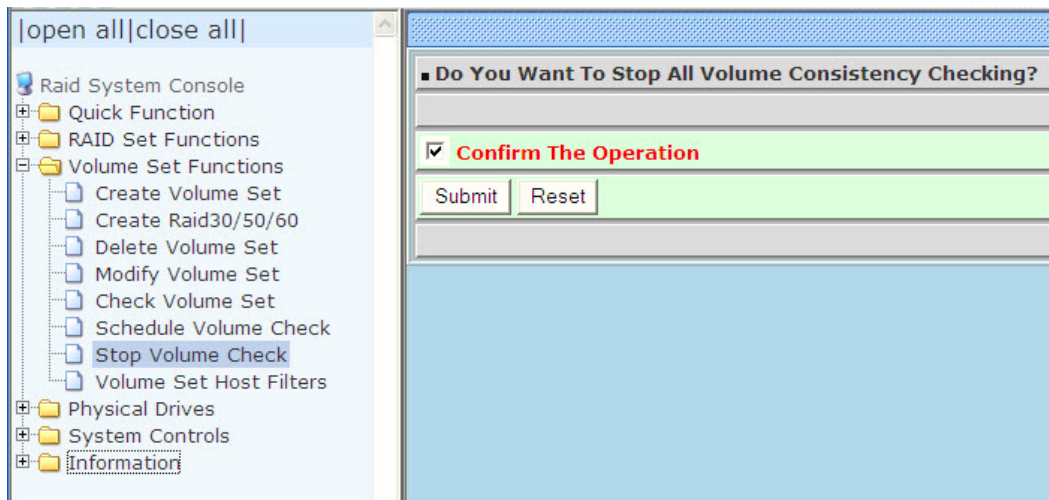 |open all|close all|
Raid System Console
Quick Function
RAID Set Functions
Volume Set Functions
Create Volume Set
Create Raid30/50/60
Delete Volume Set
Modify Volume Set
Check Volume Set
Schedule Volume Check
Stop Volume Check
Volume Set Host Filters
Physical Drives
System Controls
Information
Do You Want To Stop All Volume Consistency Checking?
Confirm The Operation
Submit Reset